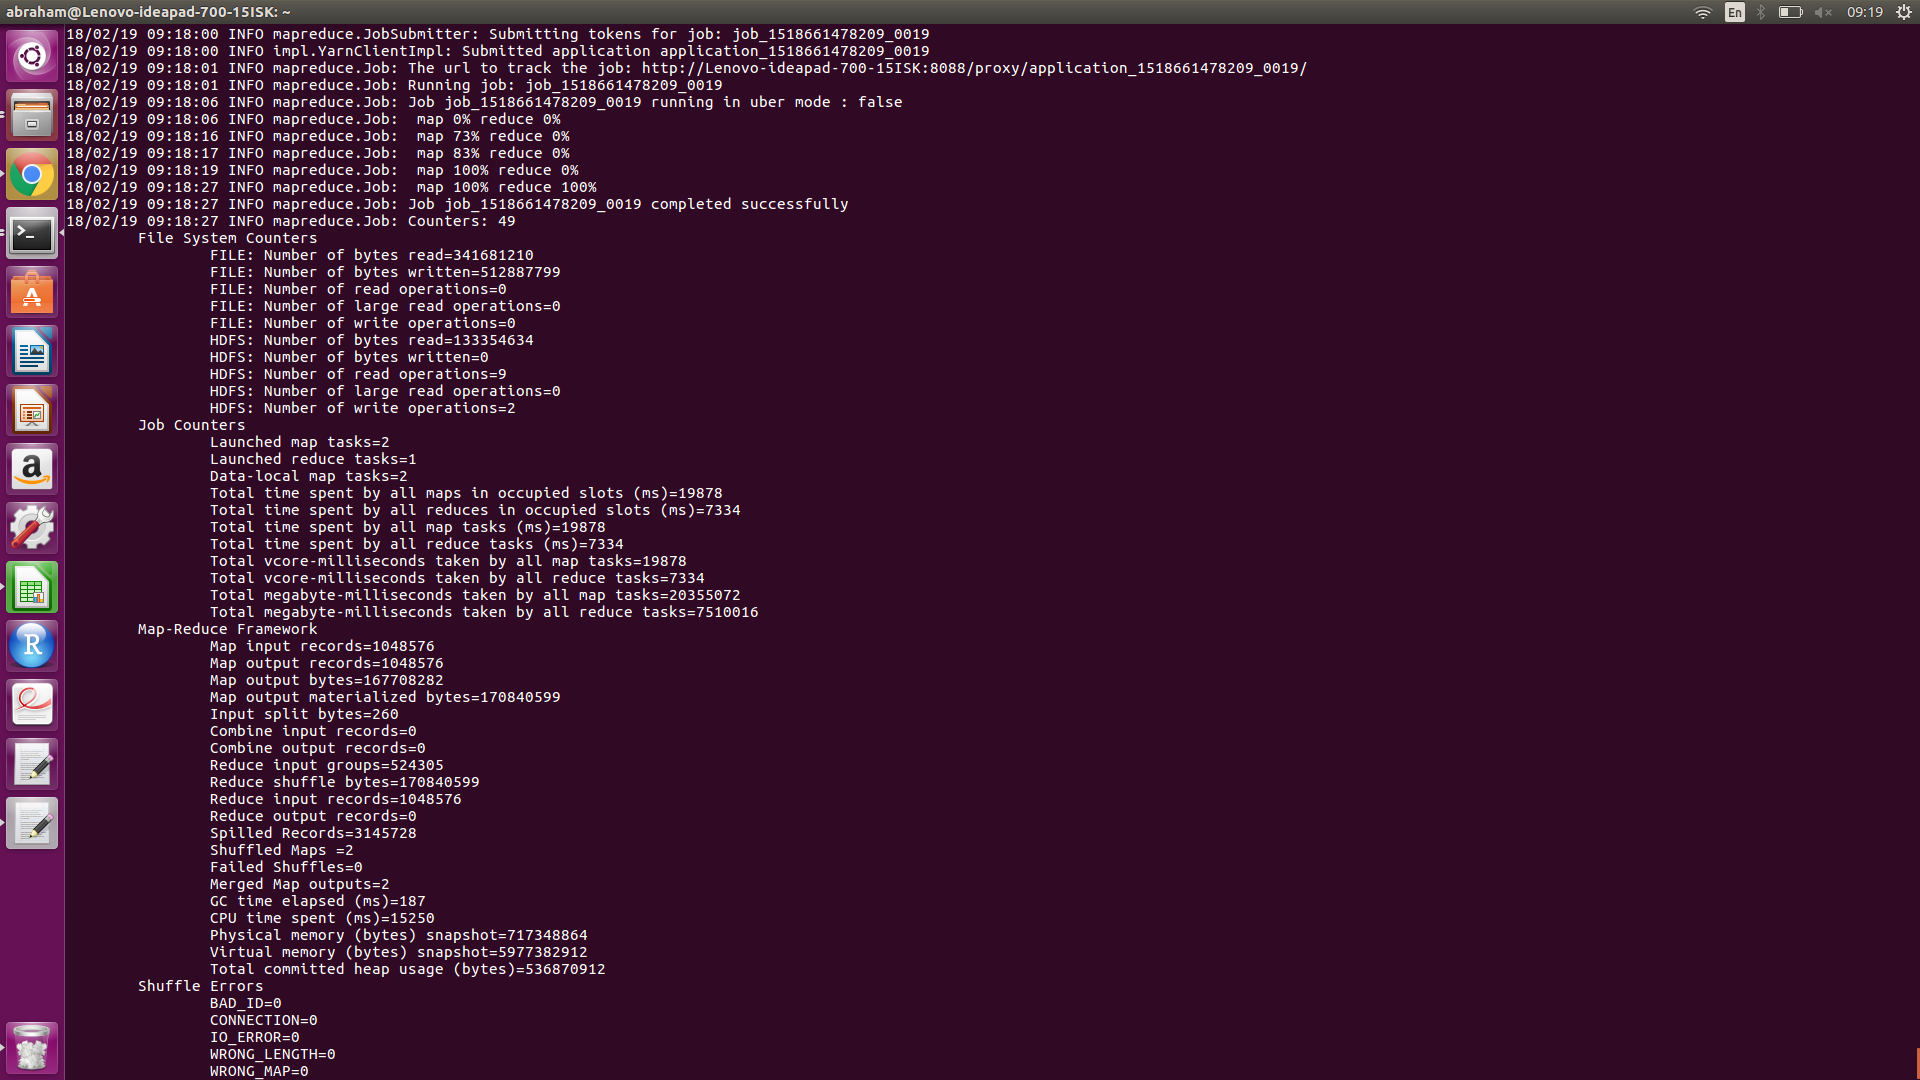 abraham@Lenovo-ideapad-700-15ISK: ~
En
09:19
18/02/19 09:18:00 INFO mapreduce.JobSubmitter: Submitting tokens for job: job_1518661478209_0019
18/02/19 09:18:00 INFO impl.YarnClientImpl: Submitted application application_1518661478209_0019
18/02/19 09:18:01 INFO mapreduce.Job: The url to track the job: http://Lenovo-ideapad-700-15ISK:8088/proxy/application_1518661478209_0019/
18/02/19 09:18:01 INFO mapreduce.Job: Running job: job_1518661478209_0019
18/02/19 09:18:06 INFO mapreduce.Job: Job job_1518661478209_0019 running in uber mode : false
18/02/19 09:18:06 INFO mapreduce.Job:  map 0% reduce 0%
18/02/19 09:18:16 INFO mapreduce.Job:  map 73% reduce 0%
18/02/19 09:18:17 INFO mapreduce.Job:  map 83% reduce 0%
18/02/19 09:18:19 INFO mapreduce.Job:  map 100% reduce 0%
18/02/19 09:18:27 INFO mapreduce.Job:  map 100% reduce 100%
18/02/19 09:18:27 INFO mapreduce.Job: Job job_1518661478209_0019 completed successfully
18/02/19 09:18:27 INFO mapreduce.Job: Counters: 49
File System Counters
FILE: Number of bytes read=341681210
FILE: Number of bytes written=512887799
FILE: Number of read operations=0
FILE: Number of large read operations=0
FILE: Number of write operations=0
HDFS: Number of bytes read=133354634
HDFS: Number of bytes written=0
HDFS: Number of read operations=9
HDFS: Number of large read operations=0
HDFS: Number of write operations=2
Job Counters
Launched map tasks=2
Launched reduce tasks=1
Data-local map tasks=2
Total time spent by all maps in occupied slots (ms)=19878
Total time spent by all reduces in occupied slots (ms)=7334
Total time spent by all map tasks (ms)=19878
Total time spent by all reduce tasks (ms)=7334
Total vcore-milliseconds taken by all map tasks=19878
Total vcore-milliseconds taken by all reduce tasks=7334
Total megabyte-milliseconds taken by all map tasks=20355072
Total megabyte-milliseconds taken by all reduce tasks=7510016
Map-Reduce Framework
Map input records=1048576
Map output records=1048576
Map output bytes=167708282
Map output materialized bytes=170840599
Input split bytes=260
Combine input records=0
Combine output records=0
Reduce input groups=524305
Reduce shuffle bytes=170840599
Reduce input records=1048576
Reduce output records=0
Spilled Records=3145728
Shuffled Maps =2
Failed Shuffles=0
Merged Map outputs=2
GC time elapsed (ms)=187
CPU time spent (ms)=15250
Physical memory (bytes) snapshot=717348864
Virtual memory (bytes) snapshot=5977382912
Total committed heap usage (bytes)=536870912
Shuffle Errors
BAD_ID=0
CONNECTION=0
IO_ERROR=0
WRONG_LENGTH=0
WRONG_MAP=0